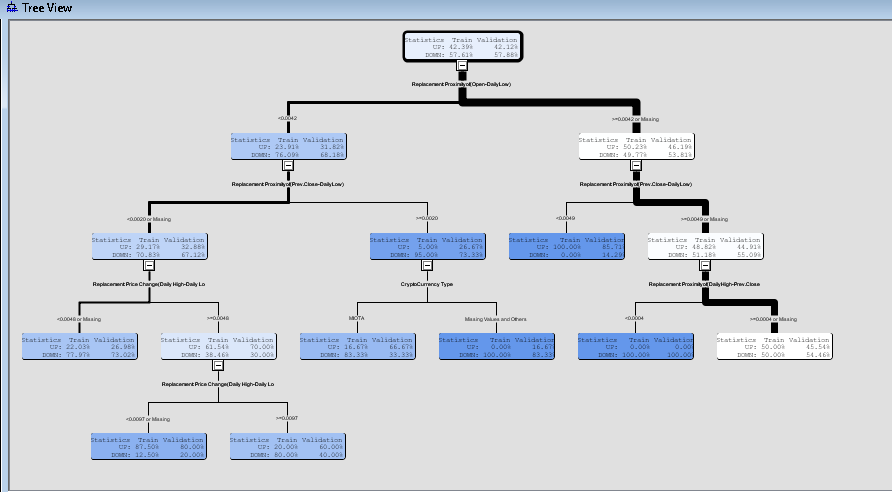 Tree View
Statistics Train Validation
UP: 42.39% 42.12%
DOWN: 57.61% 57.88%
Replacement Proximity(Open-DailyLow)
<0.0042
>=0.0042 or Missing
Statistics Train Validation
UP: 23.91% 31.82%
DOWN: 76.09% 68.18%
Statistics Train Validation
UP: 50.23% 46.19%
DOWN: 49.77% 53.81%
Replacement Proximity(Prev.Close-DailyLow)
Replacement Proximity(Prev.Close-DailyLow)
<0.0020 or Missing
>=0.0020
<0.0049
>=0.0049 or Missing
Statistics Train Validation
UP: 29.17% 32.88%
DOWN: 70.83% 67.12%
Statistics Train Validation
UP: 5.00% 26.67%
DOWN: 95.00% 73.33%
Statistics Train Validation
UP: 100.00% 85.71%
DOWN: 0.00% 14.29%
Statistics Train Validation
UP: 48.82% 44.91%
DOWN: 51.18% 55.09%
Replacement Price Change(Daily High-Daily Lo
CryptoCurrency Type
Replacement Proximity(DailyHigh-Prev.Close
<0.0048 or Missing
>=0.0048
MIOTA
Missing Values and Others
<0.0004
>=0.0004 or Missing
Statistics Train Validation
UP: 22.03% 26.98%
DOWN: 77.97% 73.02%
Statistics Train Validation
UP: 61.54% 70.00%
DOWN: 38.46% 30.00%
Statistics Train Validation
UP: 16.67% 66.67%
DOWN: 83.33% 33.33%
Statistics Train Validation
UP: 0.00% 16.67%
DOWN: 100.00% 83.33%
Statistics Train Validation
UP: 0.00% 0.00%
DOWN: 100.00% 100.00%
Statistics Train Validation
UP: 50.00% 45.54%
DOWN: 50.00% 54.46%
Replacement Price Change(Daily High-Daily Lo
<0.0097 or Missing
>=0.0097
Statistics Train Validation
UP: 87.50% 80.00%
DOWN: 12.50% 20.00%
Statistics Train Validation
UP: 20.00% 60.00%
DOWN: 80.00% 40.00%